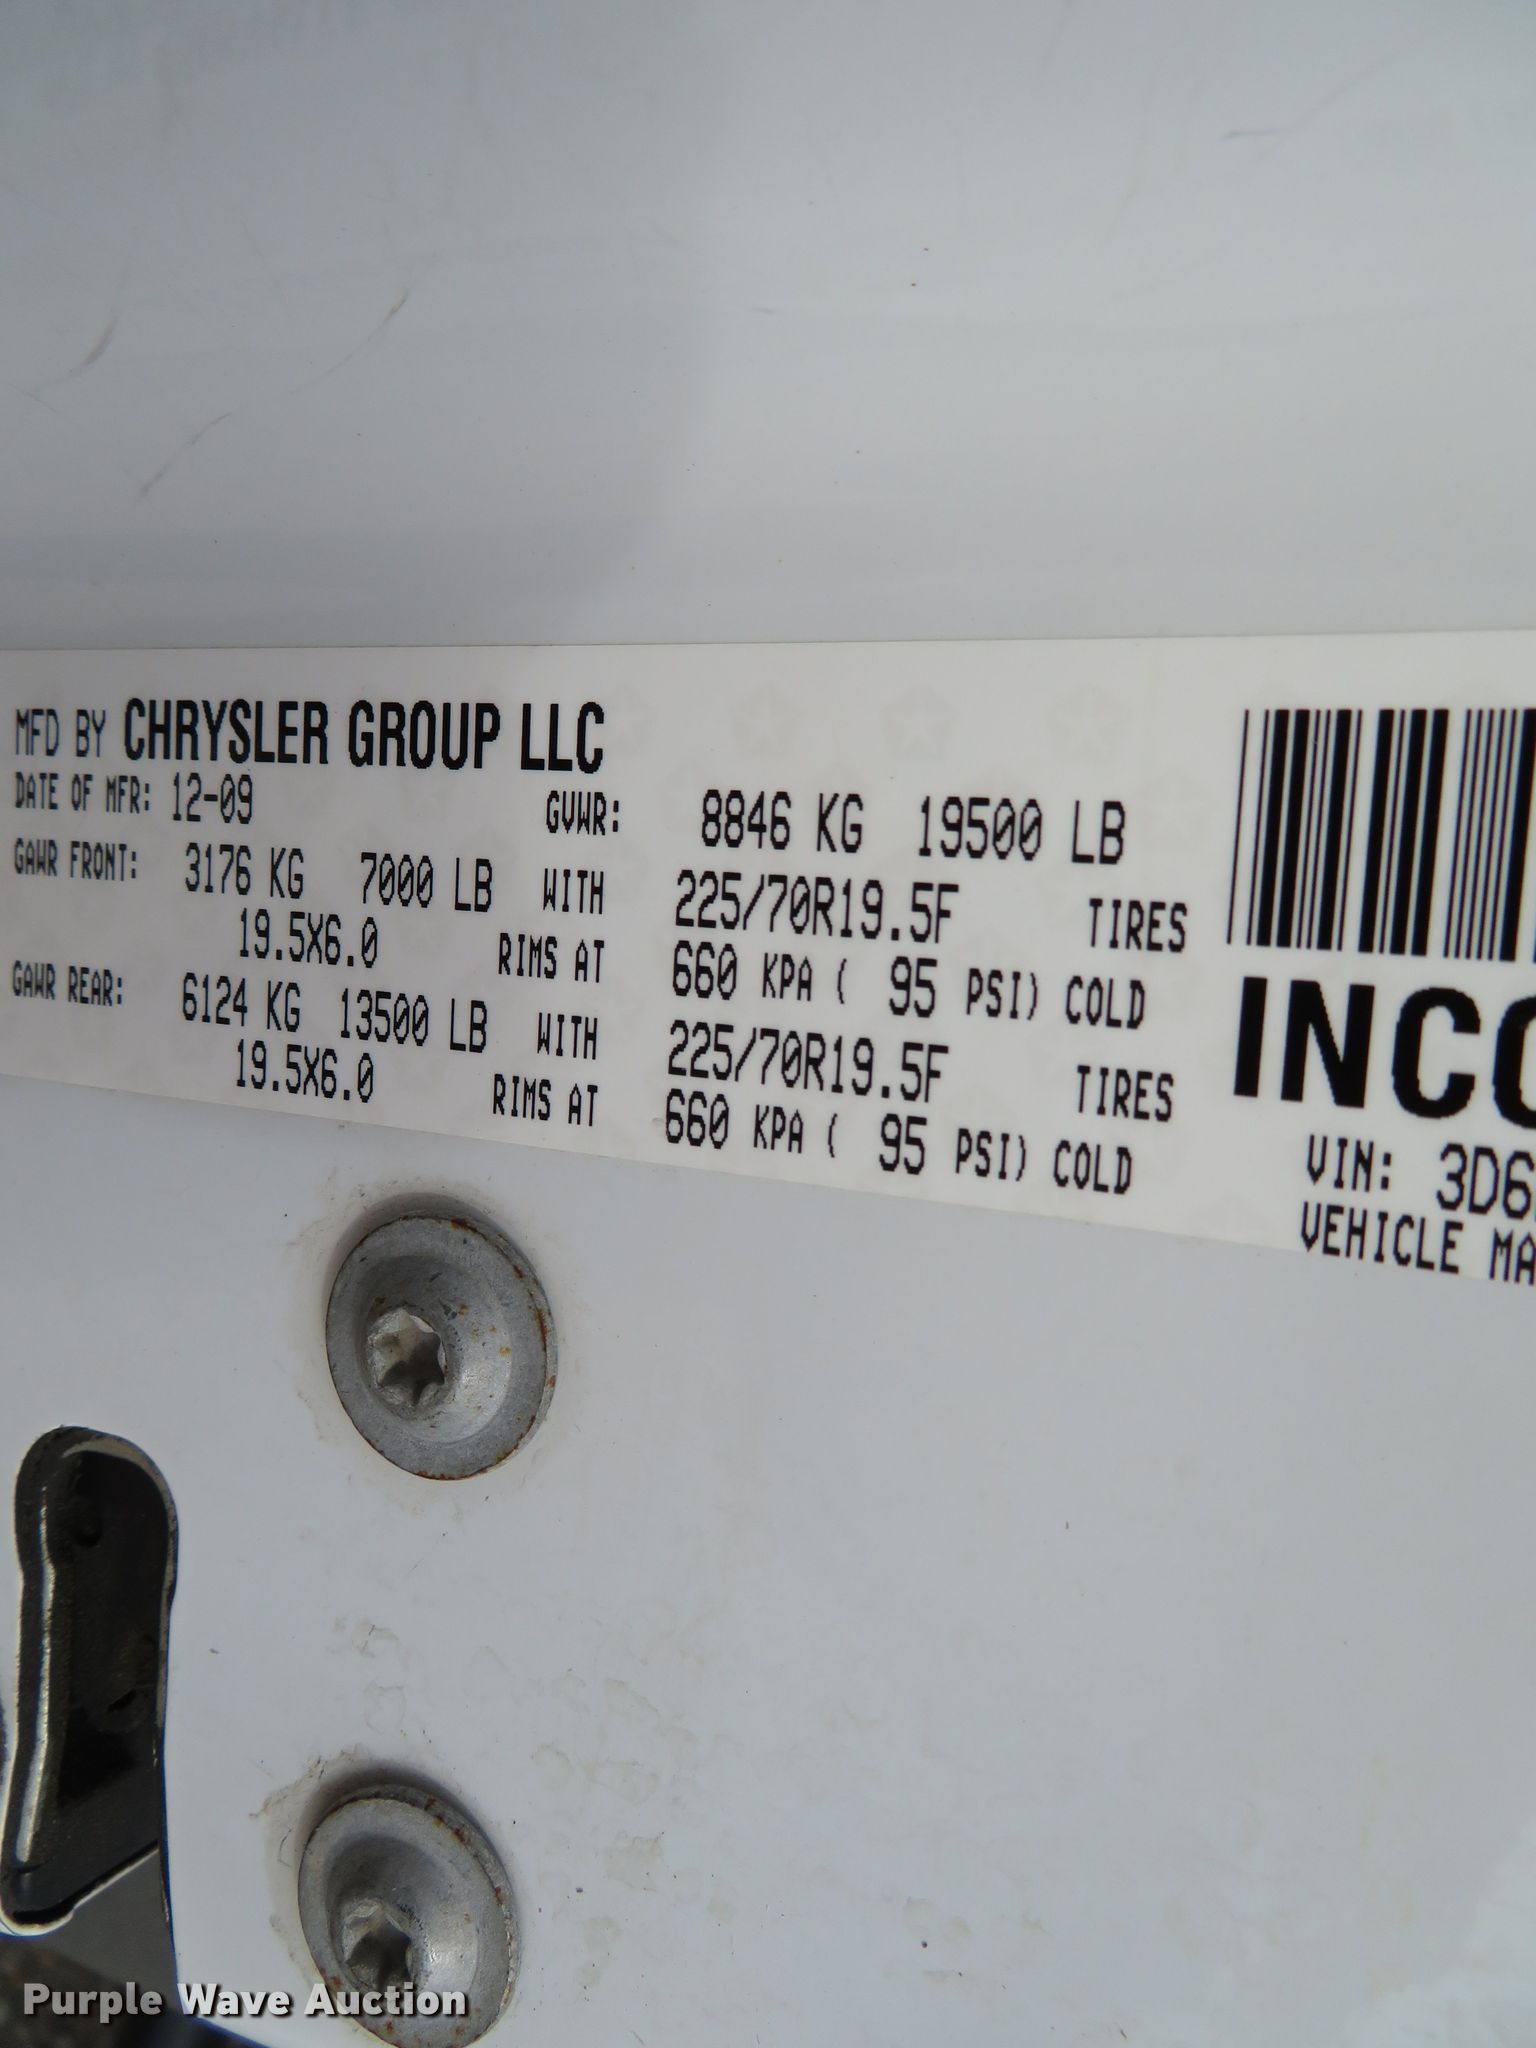 MFD BY CHRYSLER GROUP LLC
DATE OF MFR: 12-09 GVWR: 8846 KG 19500 LB
GAWR FRONT: 3176 KG 7000 LB WITH 225/70R19.5F TIRES
19.5X6.0 RIMS AT 660 KPA ( 95 PSI) COLD
GAWR REAR: 6124 KG 13500 LB WITH 225/70R19.5F TIRES
19.5X6.0 RIMS AT 660 KPA ( 95 PSI) COLD
INCO
VIN: 3D6
VEHICLE MA
Purple Wave Auction